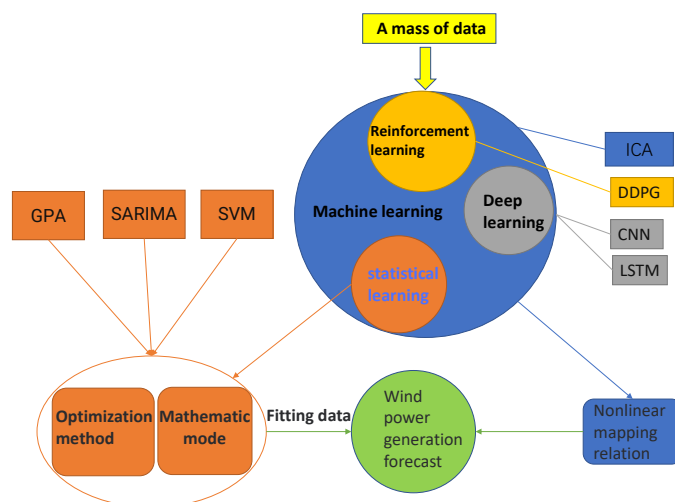 A mass of data
Reinforcement
learning
ICA
DDPG
Machine learning
Deep
learning
CNN
LSTM
GPA
SARIMA
SVM
statistical
learning
Optimization
method
Mathematic
mode
Fitting data
Wind
power
generation
forecast
Nonlinear
mapping
relation